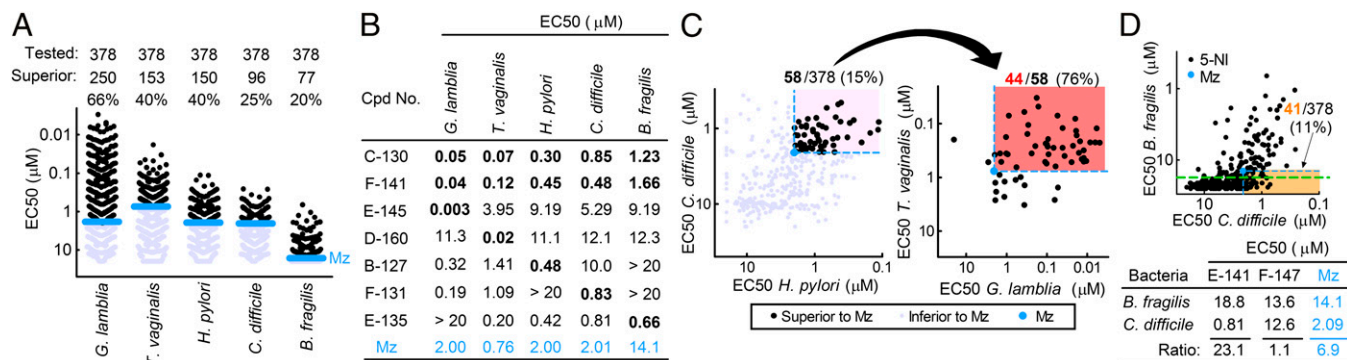 A
Tested: 378 378 378 378 378
Superior: 250 153 150 96 77
66% 40% 40% 25% 20%
EC50 (μM)
0.01
0.1
1
10
Mz
G. lamblia
T. vaginalis
H. pylori
C. difficile
B. fragilis
B
EC50 ( μM)
Cpd No.
G. lamblia
T. vaginalis
H. pylori
C. difficile
B. fragilis
C-130 0.05 0.07 0.30 0.85 1.23
F-141 0.04 0.12 0.45 0.48 1.66
E-145 0.003 3.95 9.19 5.29 9.19
D-160 11.3 0.02 11.1 12.1 12.3
B-127 0.32 1.41 0.48 10.0 > 20
F-131 0.19 1.09 > 20 0.83 > 20
E-135 > 20 0.20 0.42 0.81 0.66
Mz 2.00 0.76 2.00 2.01 14.1
C
58/378 (15%)
EC50 C. difficile (μM)
1
10
10 1 0.1
EC50 H. pylori (μM)
44/58 (76%)
EC50 T. vaginalis (μM)
0.1
1
10
10 1 0.1 0.01
EC50 G. lamblia (μM)
Superior to Mz Inferior to Mz Mz
D
5-NI
Mz
EC50 B. fragilis (μM)
1
10
41/378
(11%)
10 1 0.1
EC50 C. difficile (μM)
EC50 ( μM)
Bacteria E-141 F-147 Mz
B. fragilis 18.8 13.6 14.1
C. difficile 0.81 12.6 2.09
Ratio: 23.1 1.1 6.9